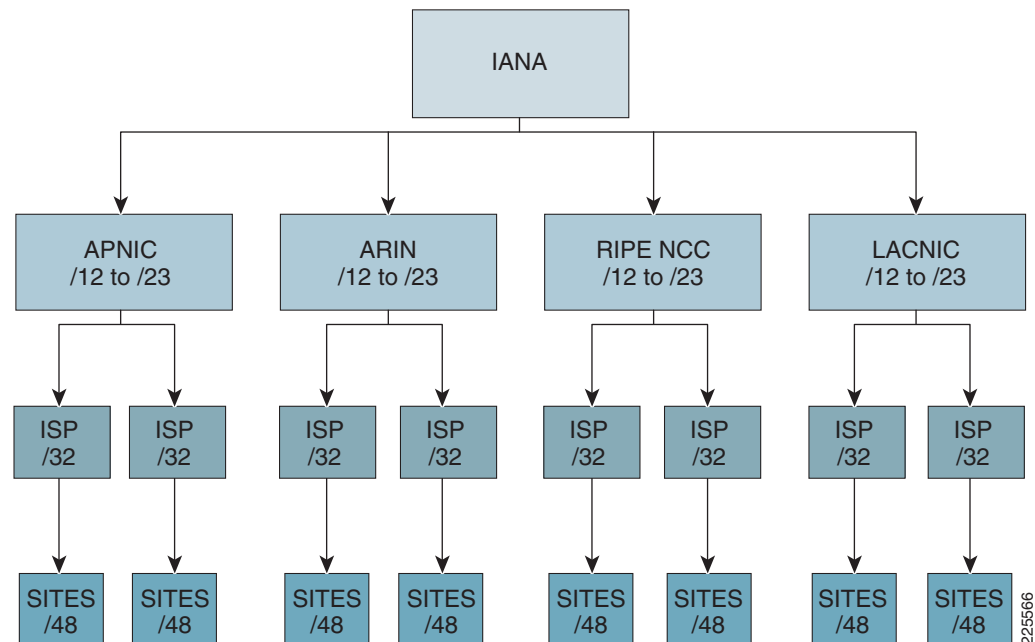 IANA
APNIC
/12 to /23
ARIN
/12 to /23
RIPE NCC
/12 to /23
LACNIC
/12 to /23
ISP
/32
ISP
/32
ISP
/32
ISP
/32
ISP
/32
ISP
/32
ISP
/32
ISP
/32
SITES
/48
SITES
/48
SITES
/48
SITES
/48
SITES
/48
SITES
/48
SITES
/48
SITES
/48